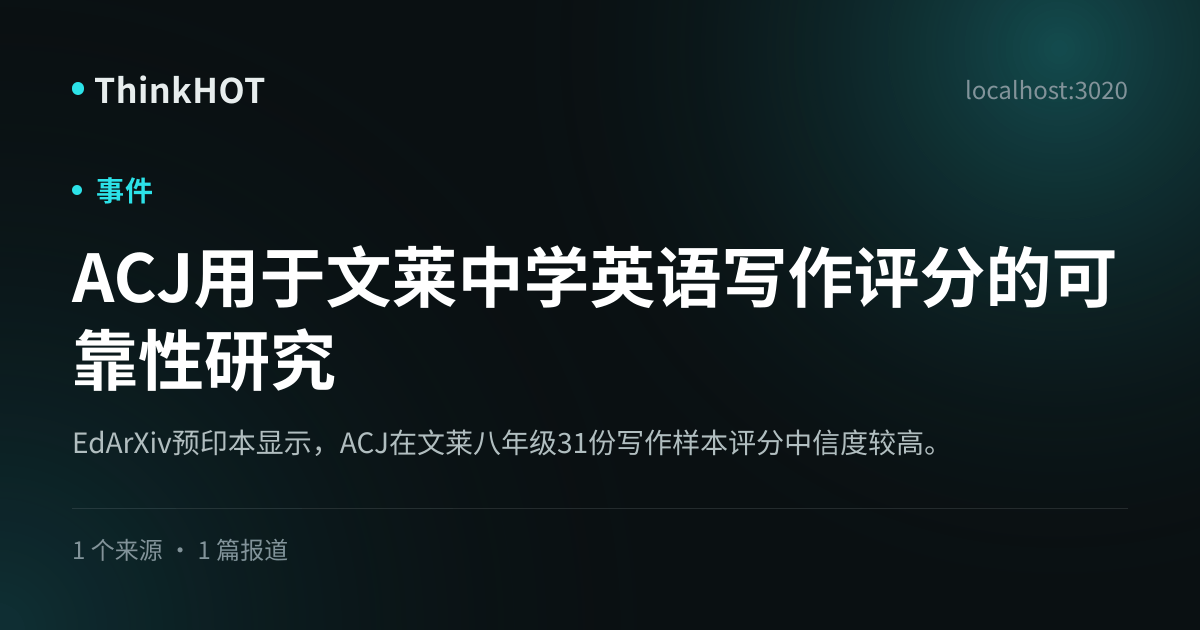 ThinkHOT
localhost:3020
事件
ACJ用于文莱中学英语写作评分的可
靠性研究
EdArXiv预印本显示，ACJ在文莱八年级31份写作样本评分中信度较高。
1 个来源 · 1 篇报道